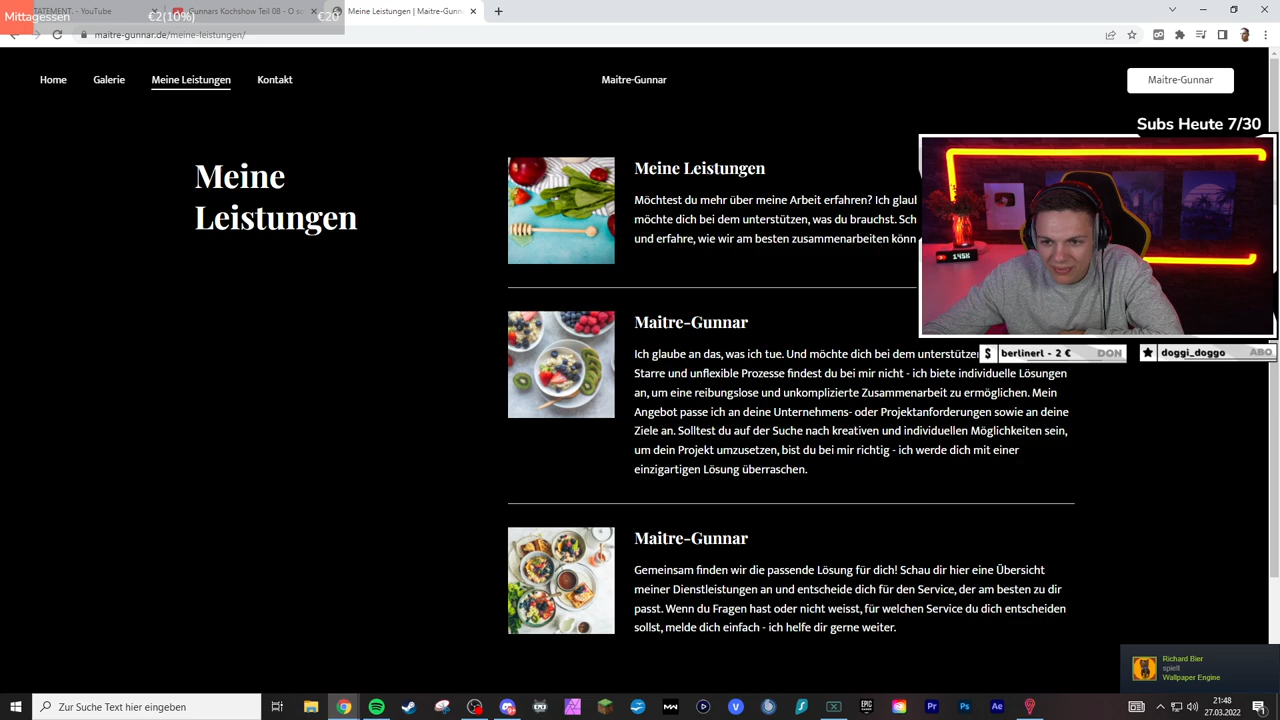 Mittagessen €2(10%) €20
TATEMENT. - YouTube
Gunnars Kochshow Teil 08 - O so
Meine Leistungen | Maitre-Gunna
maitre-gunnar.de/meine-leistungen/
Home Galerie Meine Leistungen Kontakt Maitre-Gunnar Maitre-Gunnar
Subs Heute 7/30
Meine
Leistungen
Meine Leistungen
Möchtest du mehr über meine Arbeit erfahren? Ich glaub
möchte dich bei dem unterstützen, was du brauchst. Sch
und erfahre, wie wir am besten zusammenarbeiten könn
145K
Maitre-Gunnar
$ berlinerl - 2 € DON
doggi_doggo ABO
Ich glaube an das, was ich tue. Und möchte dich bei dem unterstütze
Starre und unflexible Prozesse findest du bei mir nicht - ich biete individuelle Lösungen
an, um eine reibungslose und unkomplizierte Zusammenarbeit zu ermöglichen. Mein
Angebot passe ich an deine Unternehmens- oder Projektanforderungen sowie an deine
Ziele an. Solltest du auf der Suche nach kreativen und individuellen Möglichkeiten sein,
um dein Projekt umzusetzen, bist du bei mir richtig - ich werde dich mit einer
einzigartigen Lösung überraschen.
Maitre-Gunnar
Gemeinsam finden wir die passende Lösung für dich! Schau dir hier eine Übersicht
meiner Dienstleistungen an und entscheide dich für den Service, der am besten zu dir
passt. Wenn du Fragen hast oder nicht weisst, für welchen Service du dich entscheiden
sollst, melde dich einfach - ich helfe dir gerne weiter.
Richard Bier
spielt
Wallpaper Engine
Zur Suche Text hier eingeben
EPIC
Pr
Ps
Ae
21:48
27.03.2022